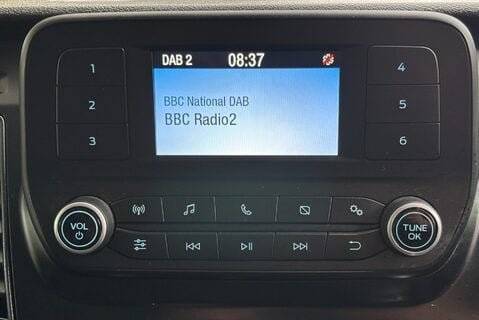 DAB 2 08:37
1
2
3
BBC National DAB
BBC Radio2
4
5
6
VOL
TUNE
OK